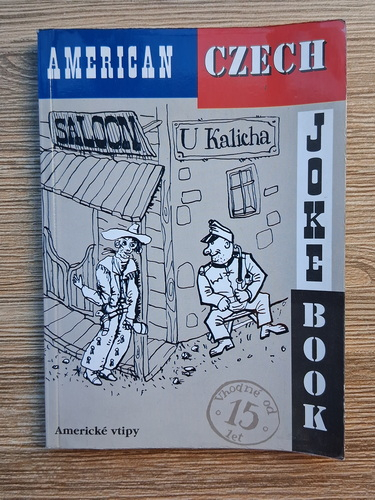 AMERICAN CZECH
JOKE BOOK
SALOON
U Kalicha
Vhodné od
15
let
Americké vtipy